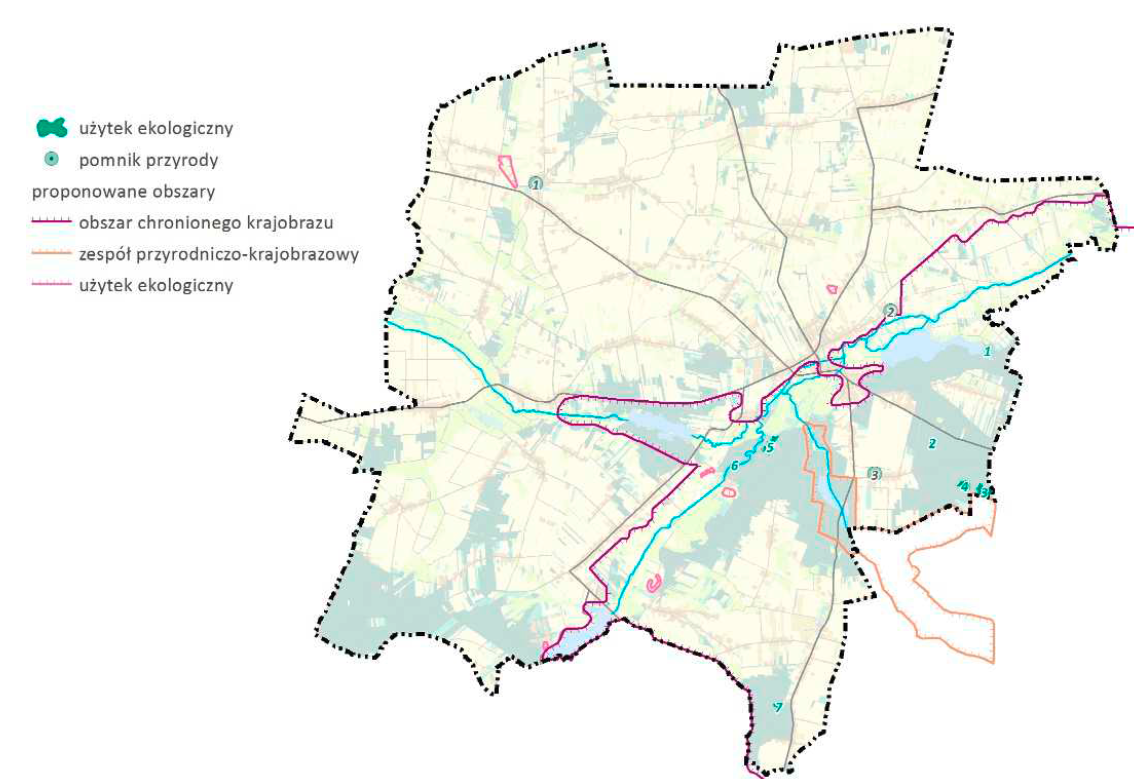 użytek ekologiczny
pomnik przyrody
proponowane obszary
obszar chronionego krajobrazu
zespół przyrodniczo-krajobrazowy
użytek ekologiczny
1
2
1
2
5
6
3
4
3
7